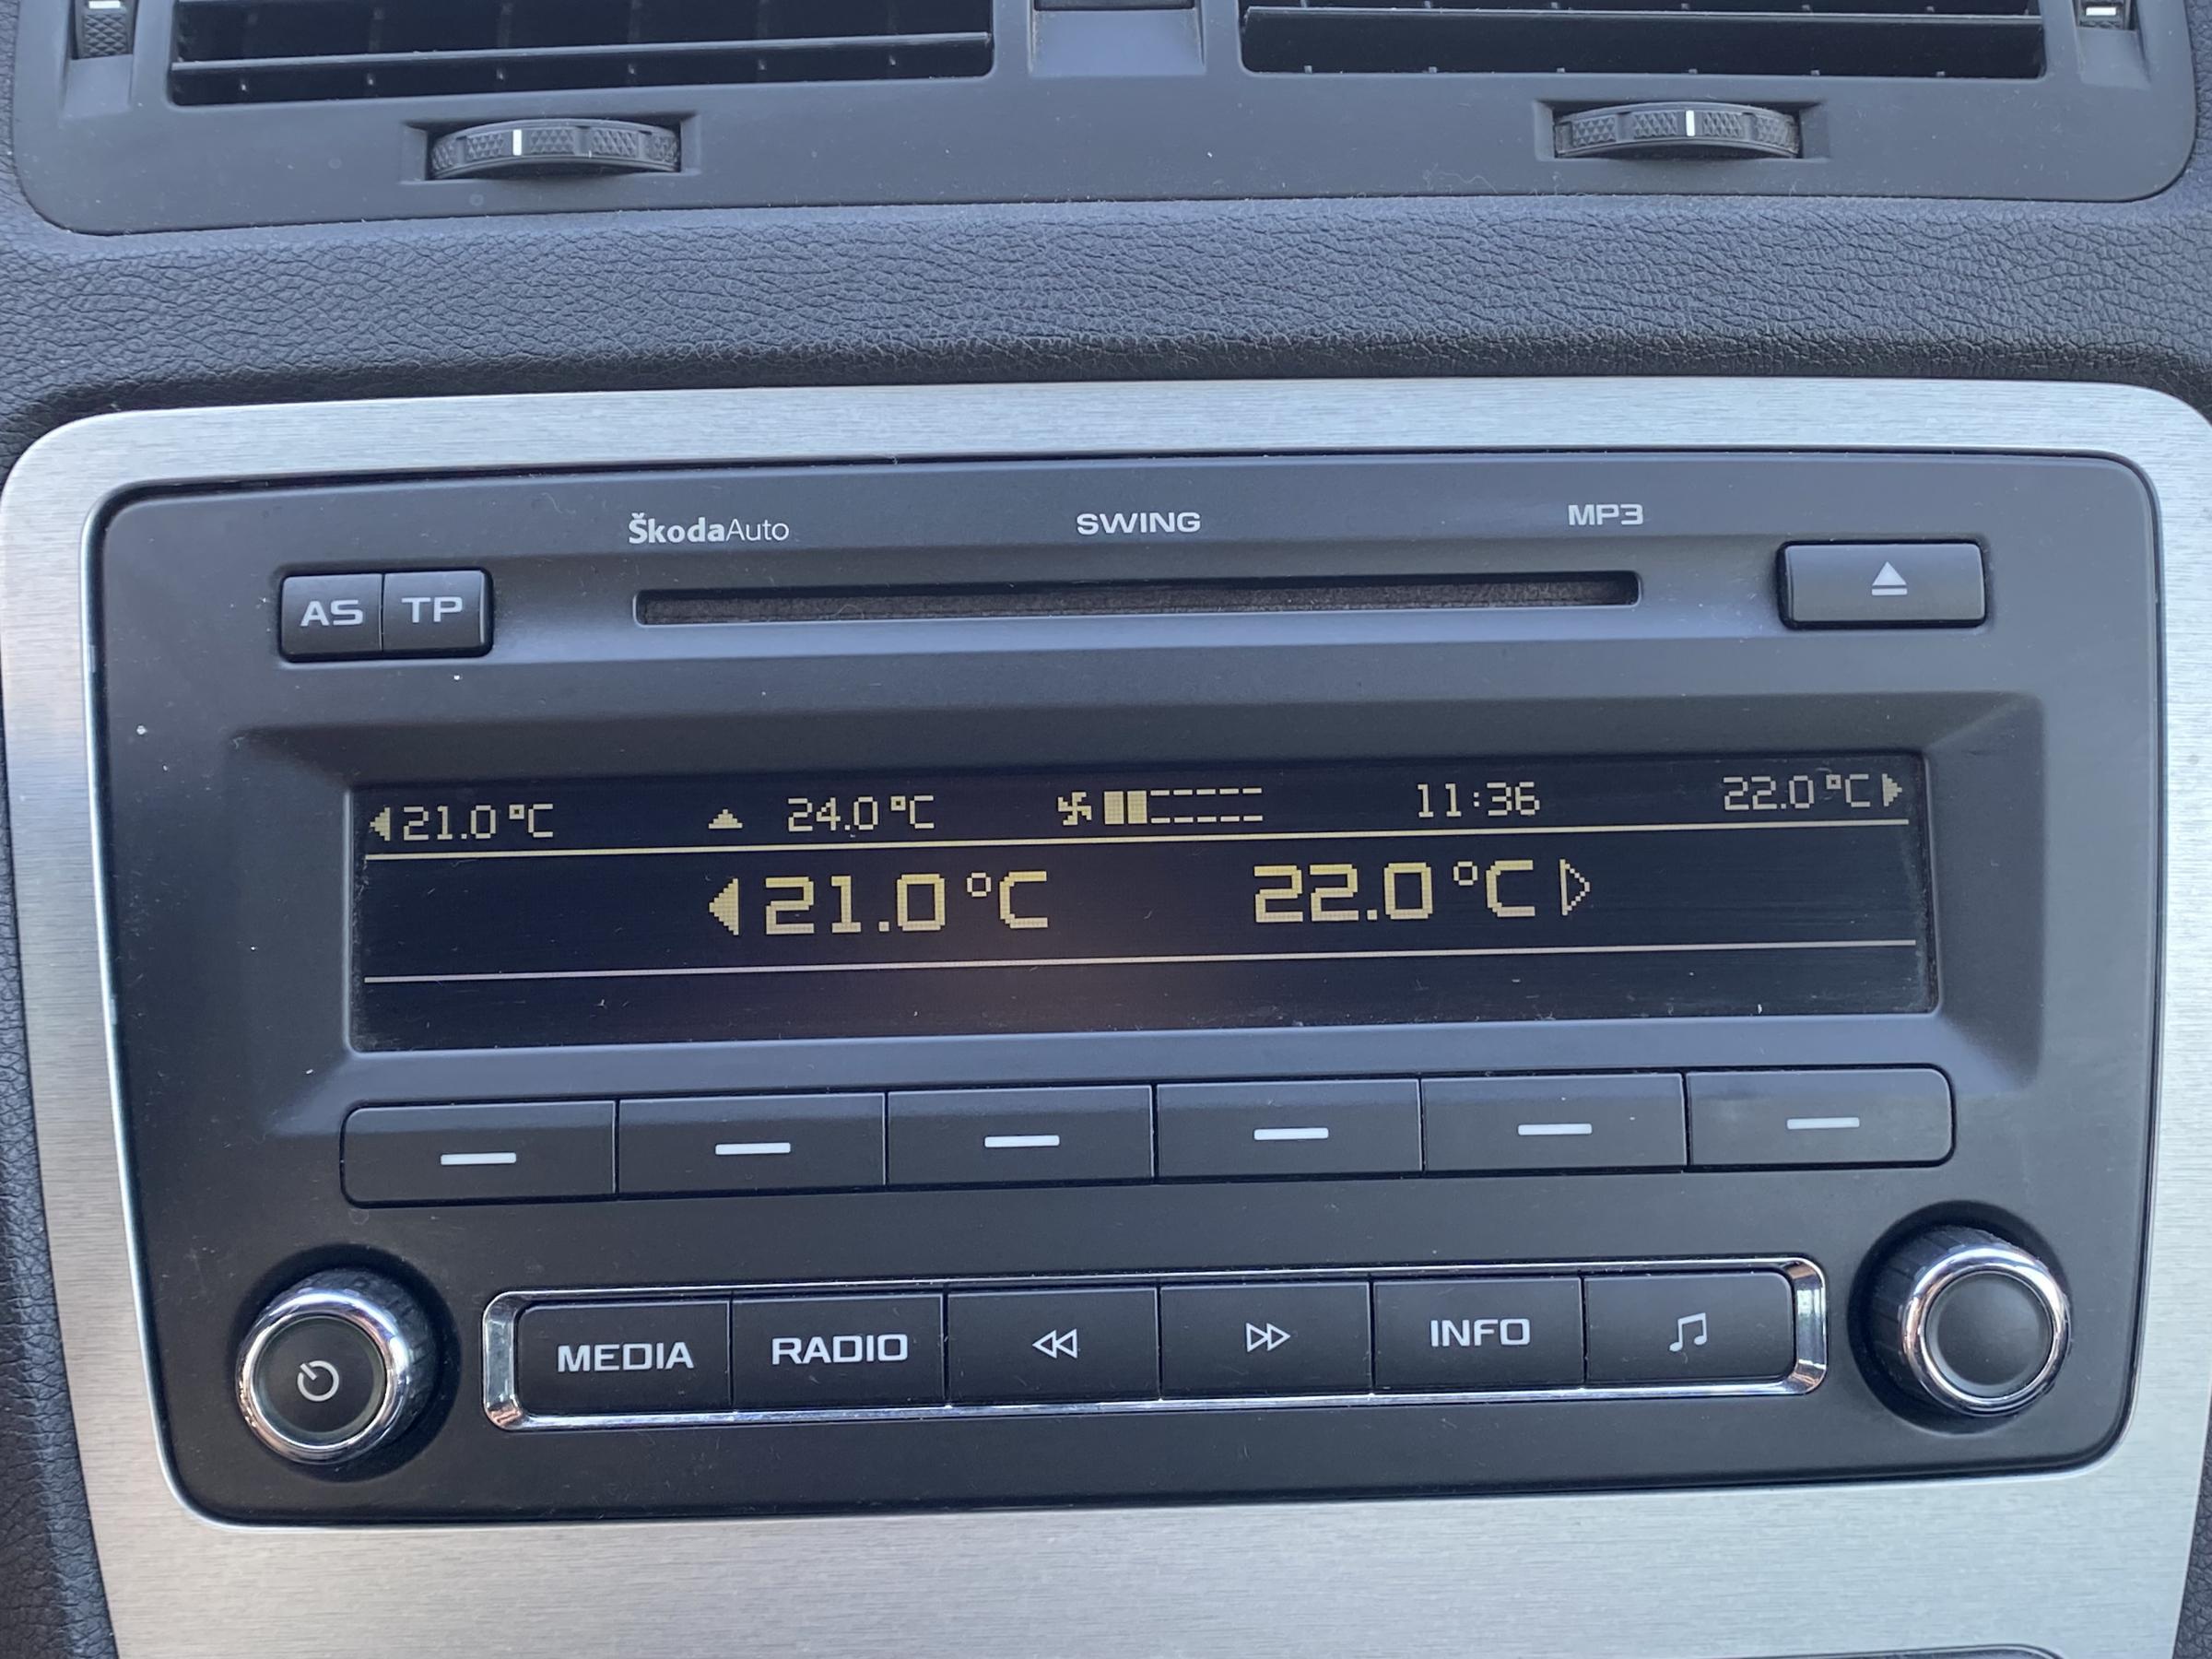 ŠkodaAuto SWING MP3
AS TP
21.0 °C 24.0 °C 11:36 22.0 °C
21.0 °C 22.0 °C
MEDIA RADIO INFO